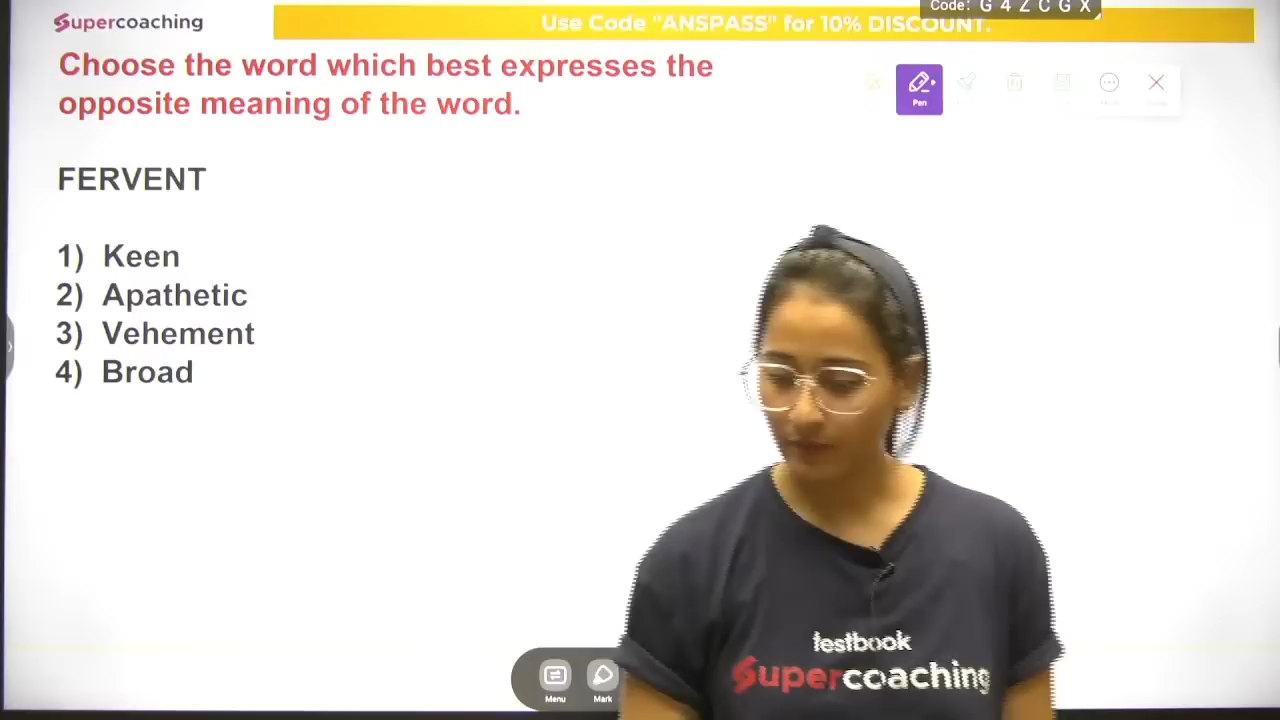 Supercoaching
Use Code "ANSPASS" for 10% DISCOUNT.
Code: G 4 Z C G X
Choose the word which best expresses the
opposite meaning of the word.
Pen
FERVENT
1) Keen
2) Apathetic
3) Vehement
4) Broad
testbook
Supercoaching
Menu
Mark